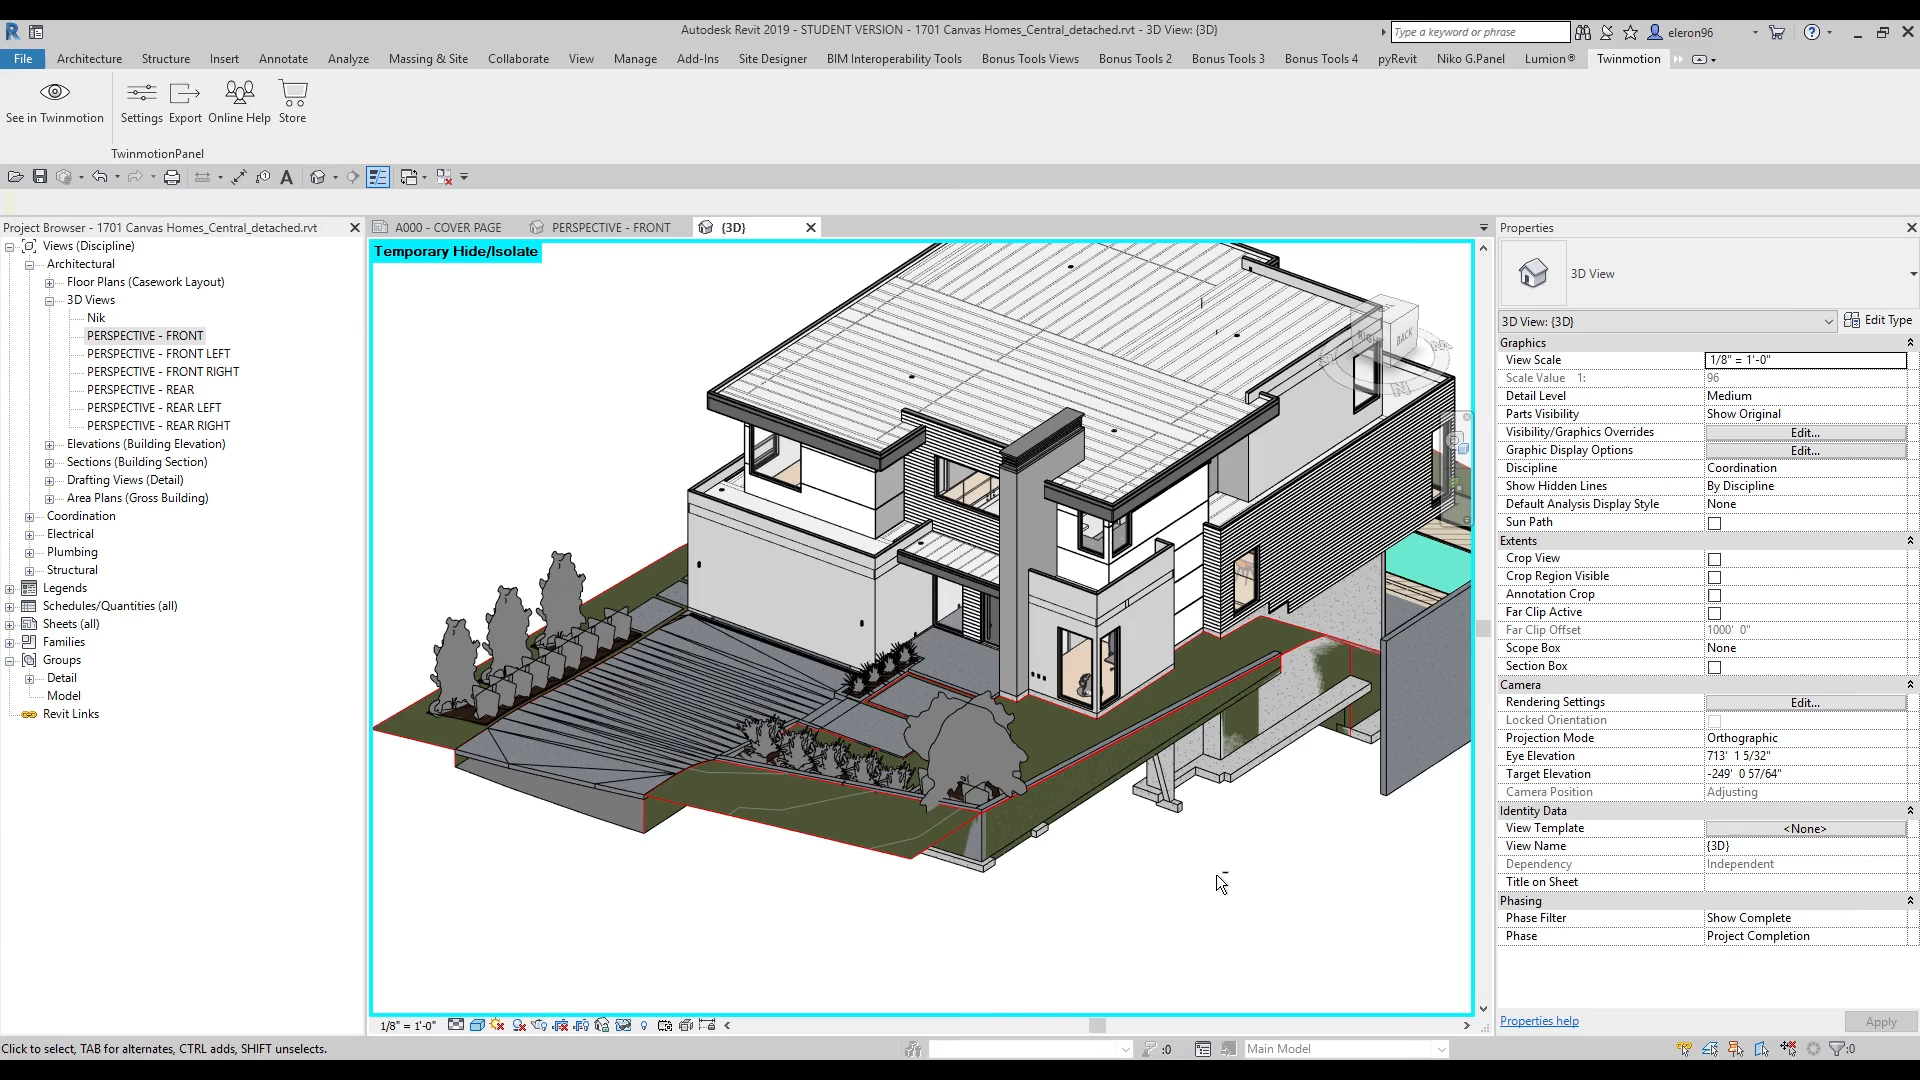 Autodesk Revit 2019 - STUDENT VERSION - 1701 Canvas Homes_Central_detached.rvt - 3D View: {3D}
Type a keyword or phrase
eleron96
File Architecture Structure Insert Annotate Analyze Massing & Site Collaborate View Manage Add-Ins Site Designer BIM Interoperability Tools Bonus Tools Views Bonus Tools 2 Bonus Tools 3 Bonus Tools 4 pyRevit Niko G.Panel Lumion® Twinmotion
See in Twinmotion Settings Export Online Help Store
TwinmotionPanel
Project Browser - 1701 Canvas Homes_Central_detached.rvt
Views (Discipline)
Architectural
Floor Plans (Casework Layout)
3D Views
Nik
PERSPECTIVE - FRONT
PERSPECTIVE - FRONT LEFT
PERSPECTIVE - FRONT RIGHT
PERSPECTIVE - REAR
PERSPECTIVE - REAR LEFT
PERSPECTIVE - REAR RIGHT
Elevations (Building Elevation)
Sections (Building Section)
Drafting Views (Detail)
Area Plans (Gross Building)
Coordination
Electrical
Plumbing
Structural
Legends
Schedules/Quantities (all)
Sheets (all)
Families
Groups
Detail
Model
Revit Links
A000 - COVER PAGE PERSPECTIVE - FRONT {3D}
Temporary Hide/Isolate
RIGHT BACK
Properties
3D View
3D View: {3D} Edit Type
Graphics
View Scale 1/8" = 1'-0"
Scale Value 1: 96
Detail Level Medium
Parts Visibility Show Original
Visibility/Graphics Overrides Edit...
Graphic Display Options Edit...
Discipline Coordination
Show Hidden Lines By Discipline
Default Analysis Display Style None
Sun Path
Extents
Crop View
Crop Region Visible
Annotation Crop
Far Clip Active
Far Clip Offset 1000' 0"
Scope Box None
Section Box
Camera
Rendering Settings Edit...
Locked Orientation
Projection Mode Orthographic
Eye Elevation 713' 1 5/32"
Target Elevation -249' 0 57/64"
Camera Position Adjusting
Identity Data
View Template <None>
View Name {3D}
Dependency Independent
Title on Sheet
Phasing
Phase Filter Show Complete
Phase Project Completion
Properties help Apply
1/8" = 1'-0"
Click to select, TAB for alternates, CTRL adds, SHIFT unselects. :0 Main Model :0